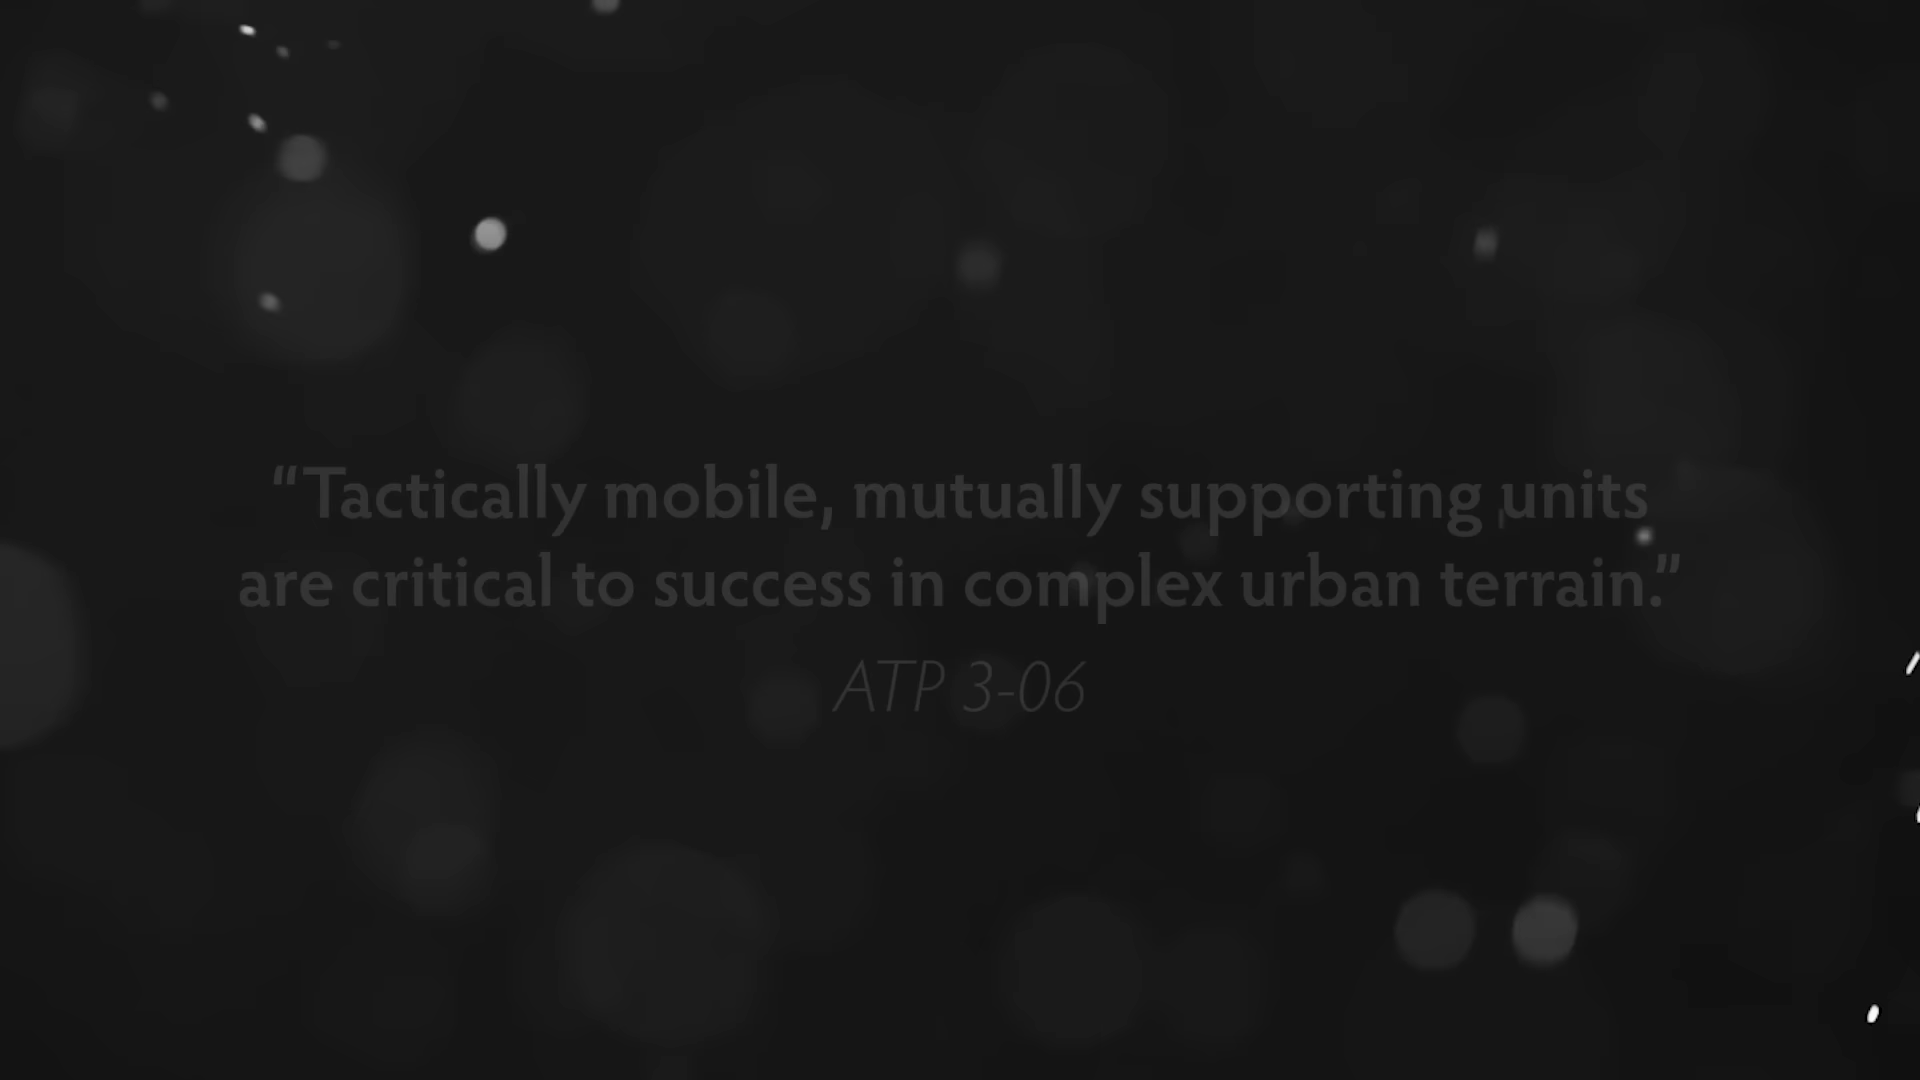 “Tactically mobile, mutually supporting units
are critical to success in complex urban terrain.”
ATP 3-06